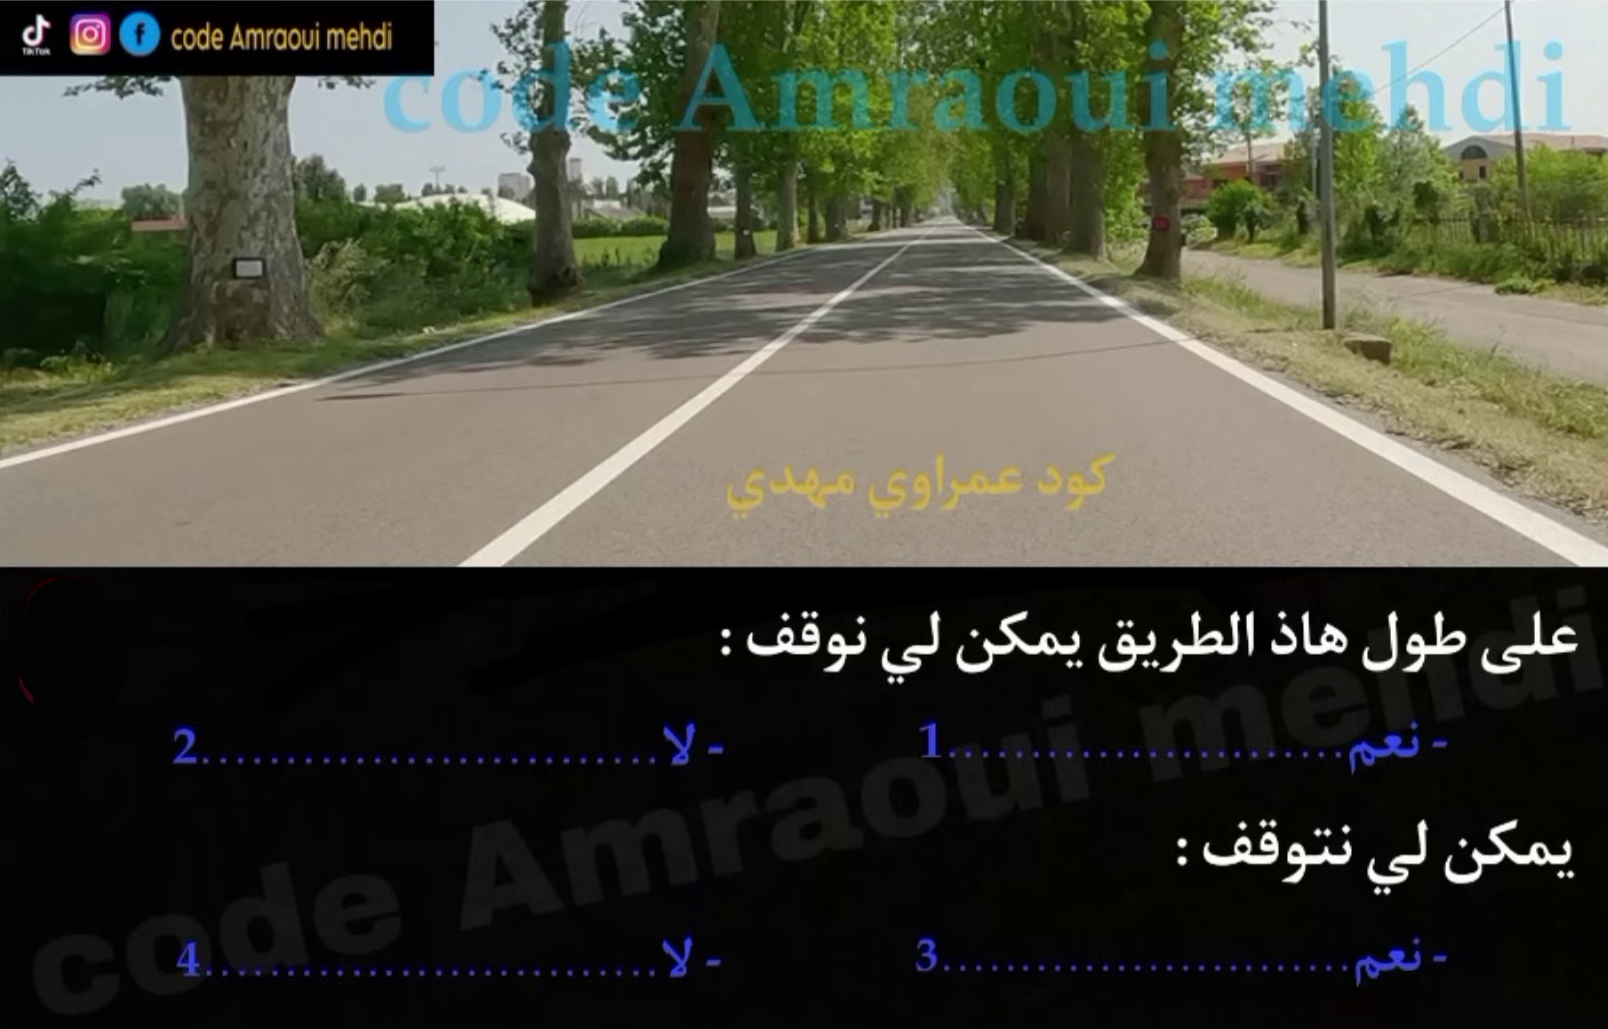 TikTok
code Amraoui mehdi
code Amraoui mehdi
كود عمراوي مهدي
على طول هاذ الطريق يمكن لي نوقف :
- نعم..........................1
- لا..............................2
يمكن لي نتوقف :
- نعم..........................3
- لا..............................4
code Amraoui mehdi